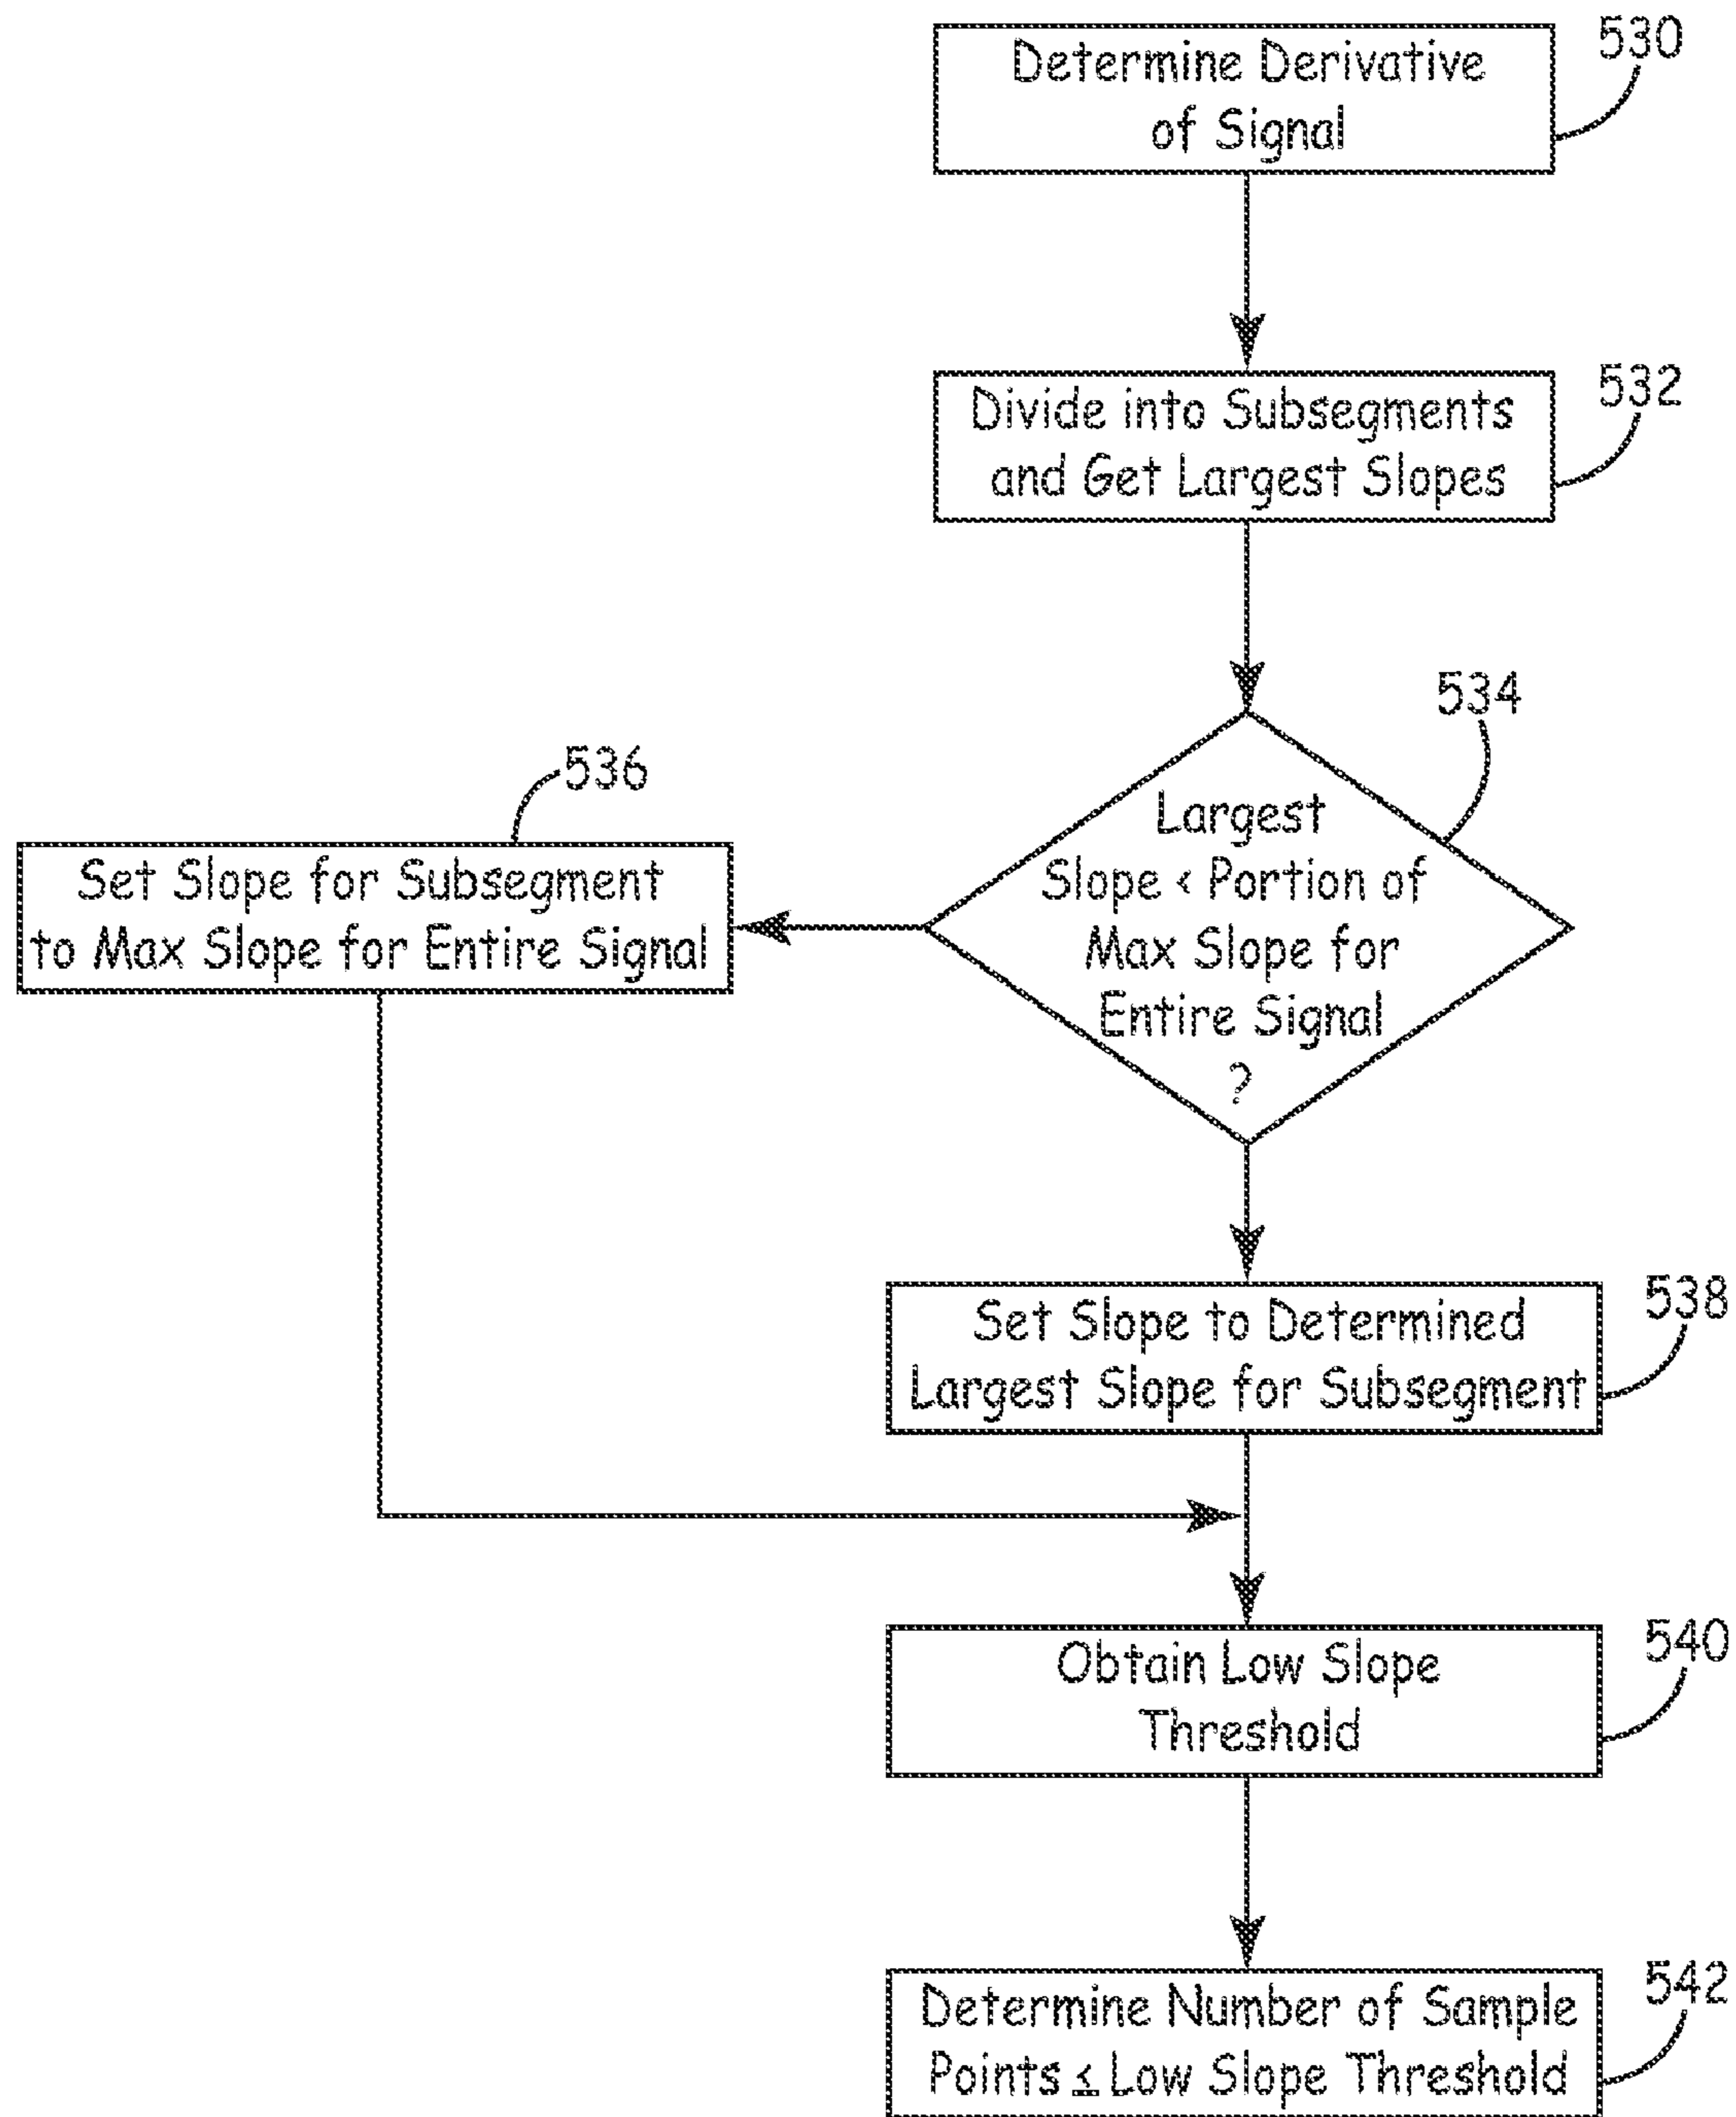 Determine Derivative
of Signal
530
Divide into Subsegments
and Get Largest Slopes
532
534
Largest
Slope < Portion of
Max Slope for
Entire Signal
?
536
Set Slope for Subsegment
to Max Slope for Entire Signal
538
Set Slope to Determined
Largest Slope for Subsegment
540
Obtain Low Slope
Threshold
542
Determine Number of Sample
Points ≤ Low Slope Threshold